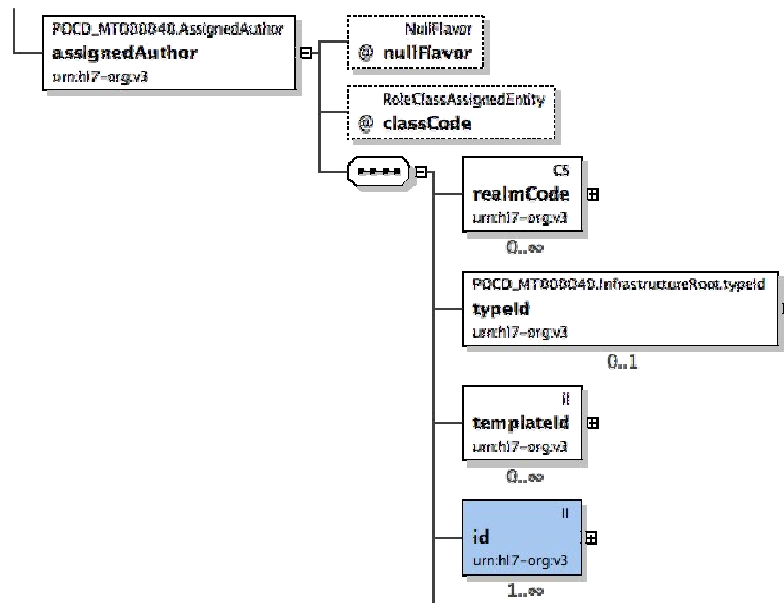 POCD_MT000040.AssignedAuthor
assignedAuthor
urn:hl7-org:v3
NullFlavor
@ nullFlavor
RoleClassAssignedEntity
@ classCode
CS
realmCode
urn:hl7-org:v3
0..∞
POCD_MT000040.InfrastructureRoot.typeId
typeId
urn:hl7-org:v3
0..1
II
templateId
urn:hl7-org:v3
0..∞
II
id
urn:hl7-org:v3
1..∞